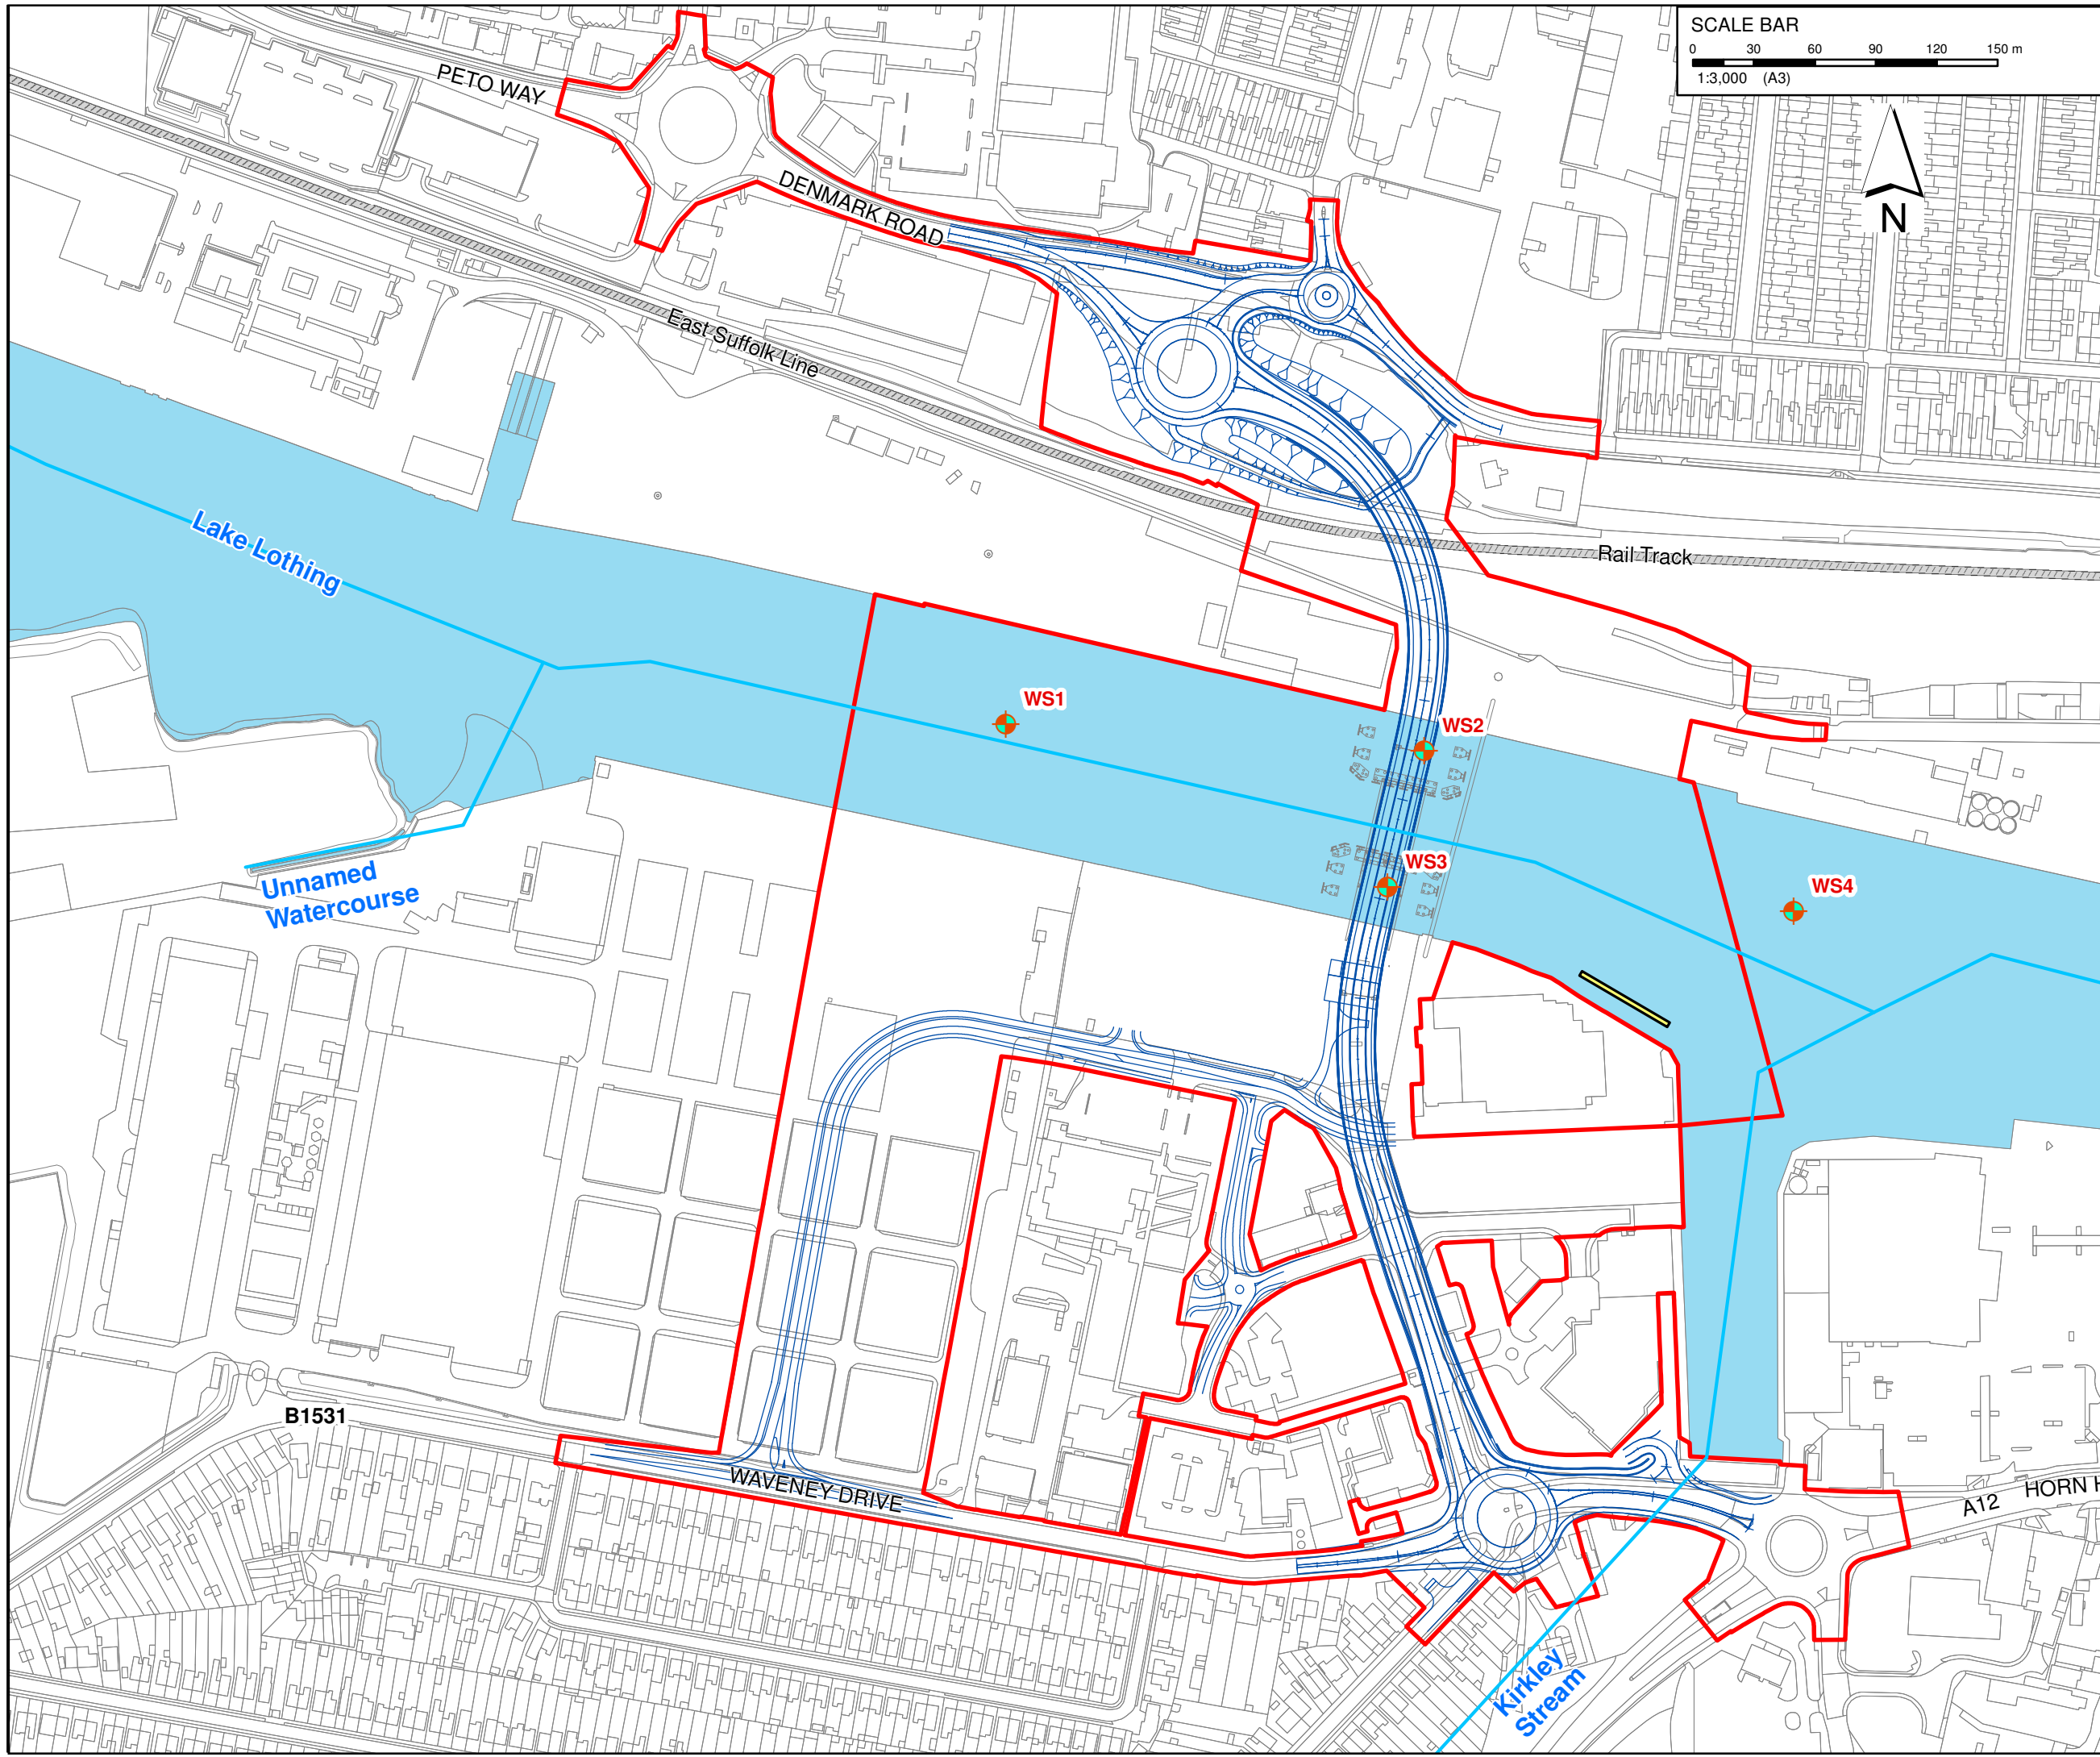 SCALE BAR
0 30 60 90 120 150 m
1:3,000 (A3)
N
PETO WAY
DENMARK ROAD
East Suffolk Line
Rail Track
Lake Lothing
WS1
WS2
WS3
WS4
Unnamed
Watercourse
B1531
WAVENEY DRIVE
A12 HORN H
Kirkley
Stream